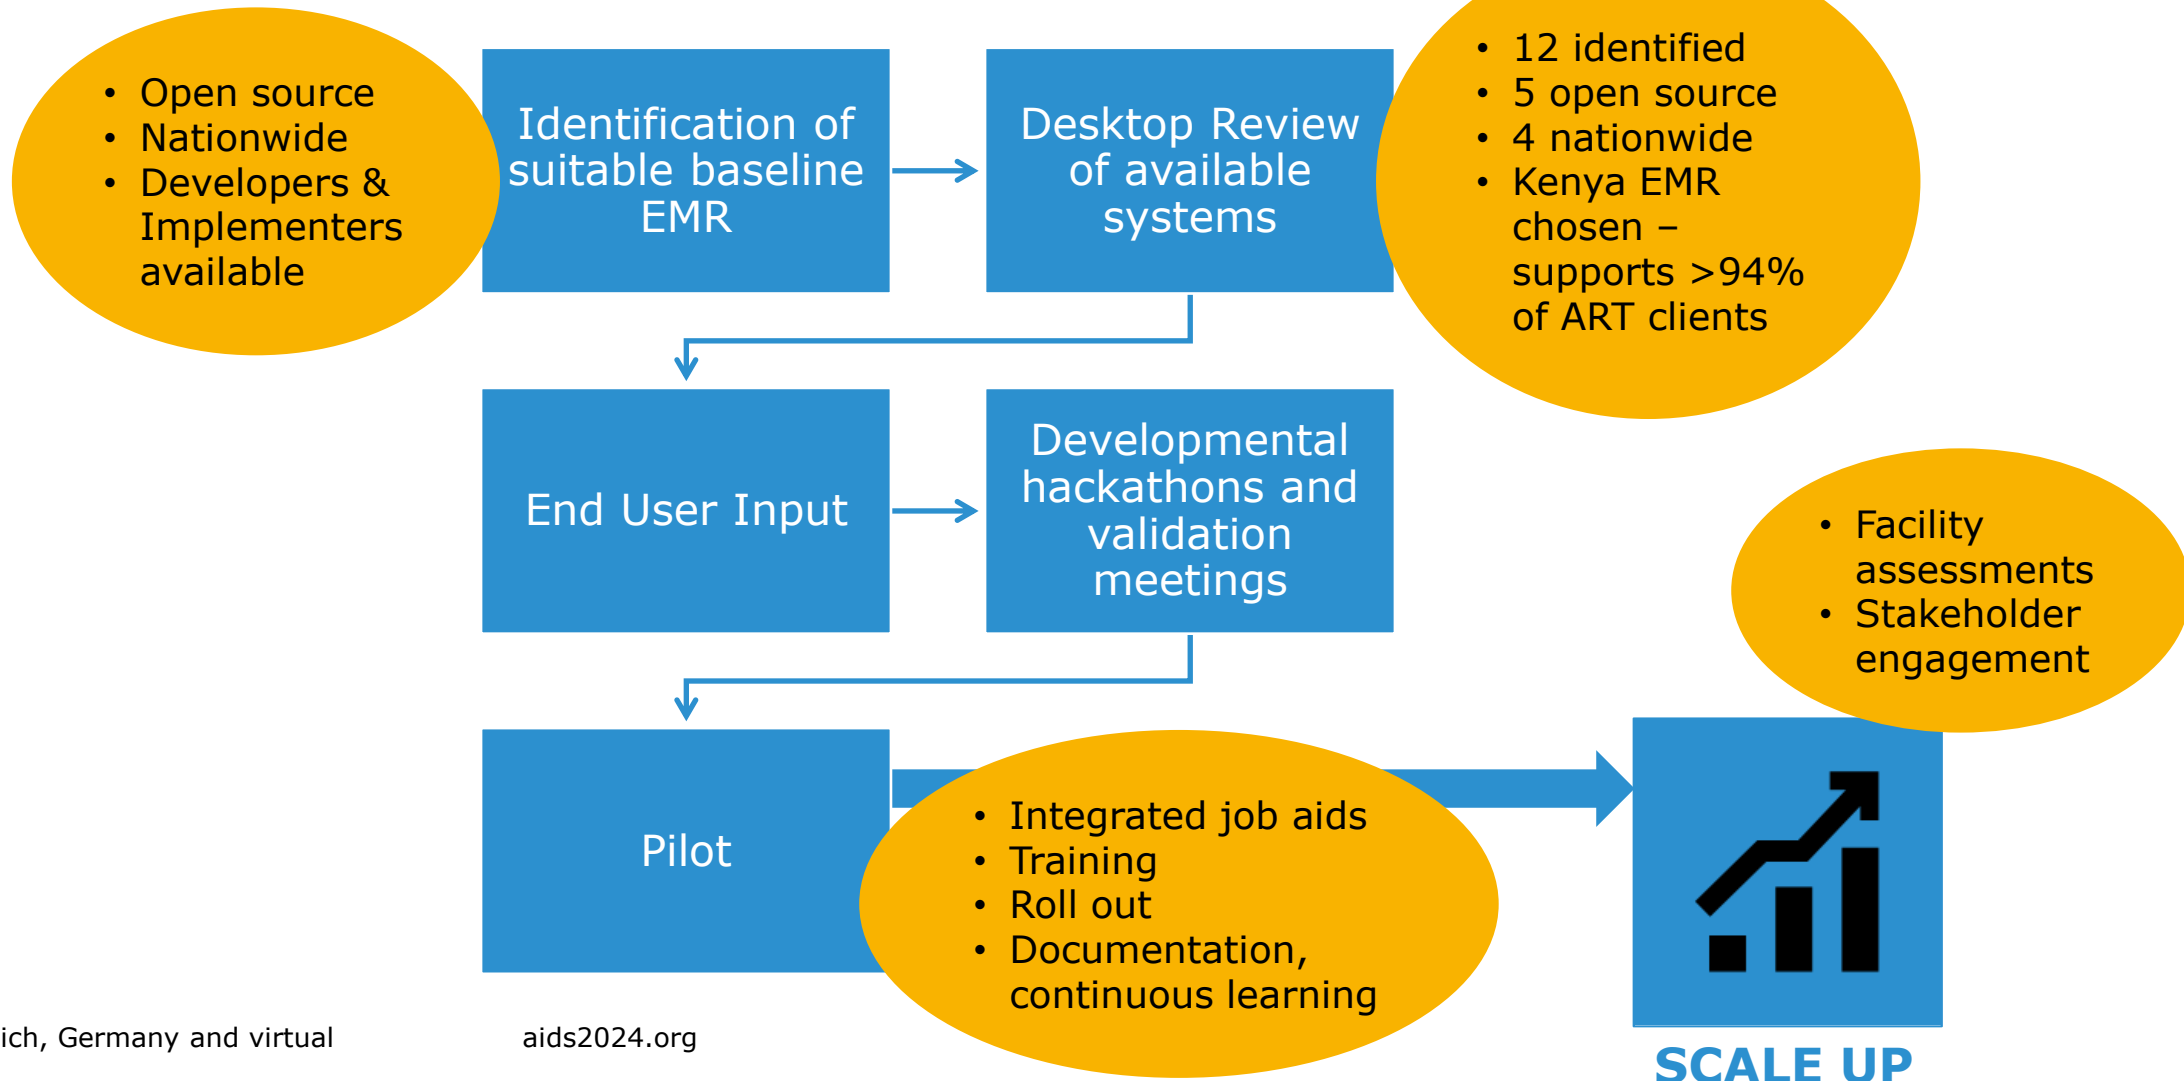 • Open source
• Nationwide
• Developers &
Implementers
available
Identification of
suitable baseline
EMR
Desktop Review
of available
systems
• 12 identified
• 5 open source
• 4 nationwide
• Kenya EMR
chosen –
supports >94%
of ART clients
End User Input
Developmental
hackathons and
validation
meetings
• Facility
assessments
• Stakeholder
engagement
Pilot
• Integrated job aids
• Training
• Roll out
• Documentation,
continuous learning
SCALE UP
ich, Germany and virtual
aids2024.org